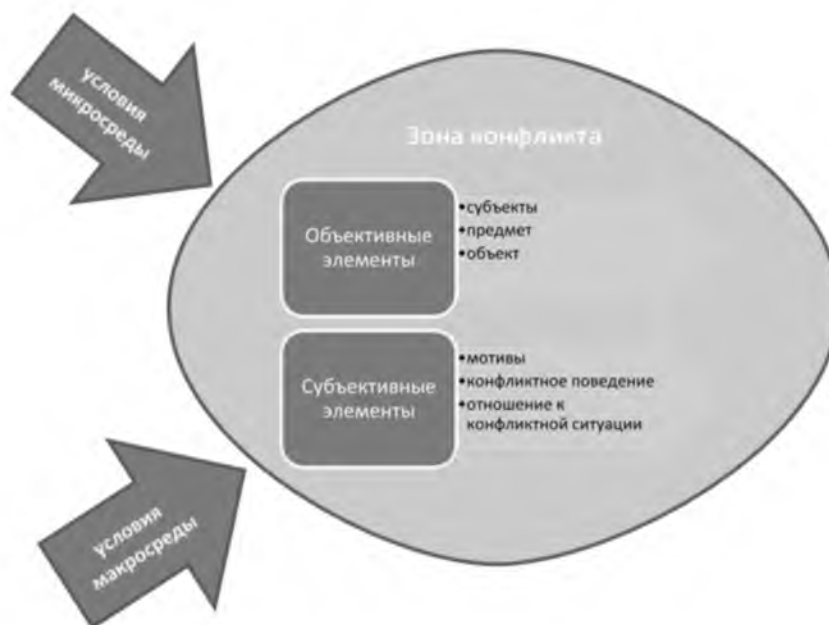 условия
микросреды
Зона конфликта
Объективные
элементы
•субъекты
•предмет
•объект
Субъективные
элементы
•мотивы
•конфликтное поведение
•отношение к
конфликтной ситуации
условия
макросреды